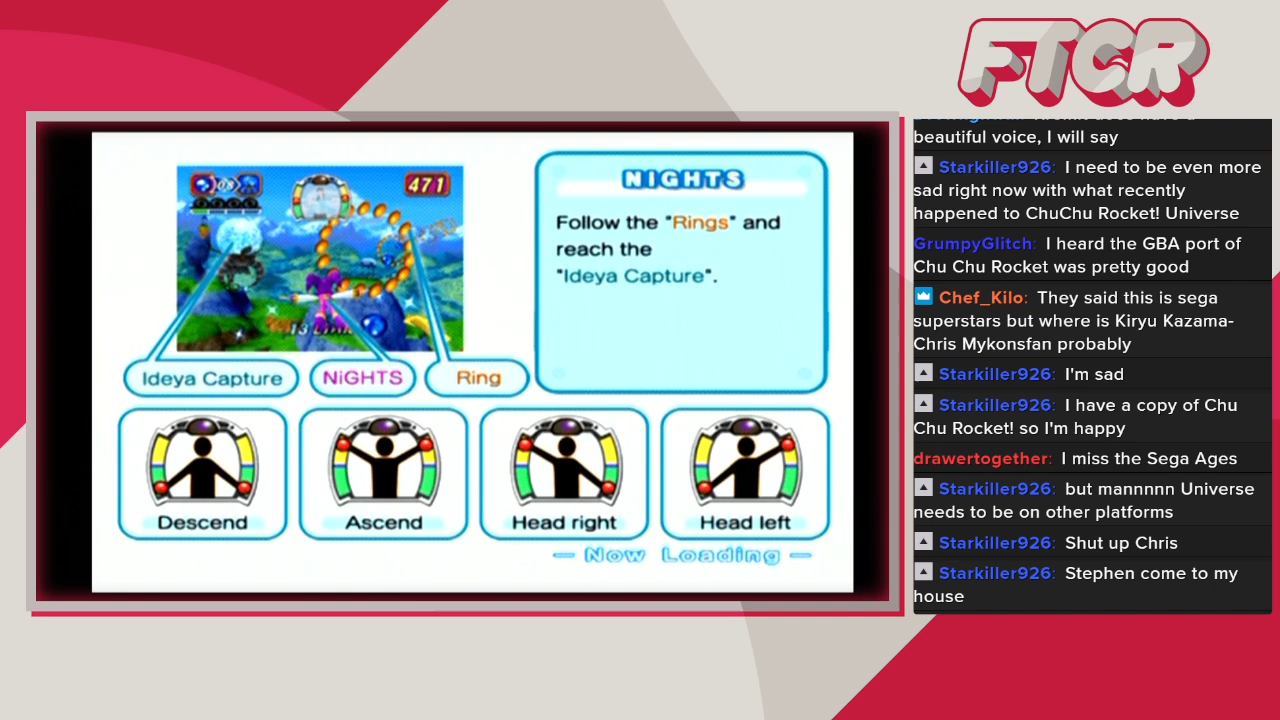 FTCR
08
471
NIGHTS
Follow the "Rings" and
reach the
"Ideya Capture".
Ideya Capture
NiGHTS
Ring
Descend
Ascend
Head right
Head left
— Now Loading —
beautiful voice, I will say
Starkiller926: I need to be even more
sad right now with what recently
happened to ChuChu Rocket! Universe
GrumpyGlitch: I heard the GBA port of
Chu Chu Rocket was pretty good
Chef_Kilo: They said this is sega
superstars but where is Kiryu Kazama-
Chris Mykonsfan probably
Starkiller926: I'm sad
Starkiller926: I have a copy of Chu
Chu Rocket! so I'm happy
drawertogether: I miss the Sega Ages
Starkiller926: but mannnnn Universe
needs to be on other platforms
Starkiller926: Shut up Chris
Starkiller926: Stephen come to my
house